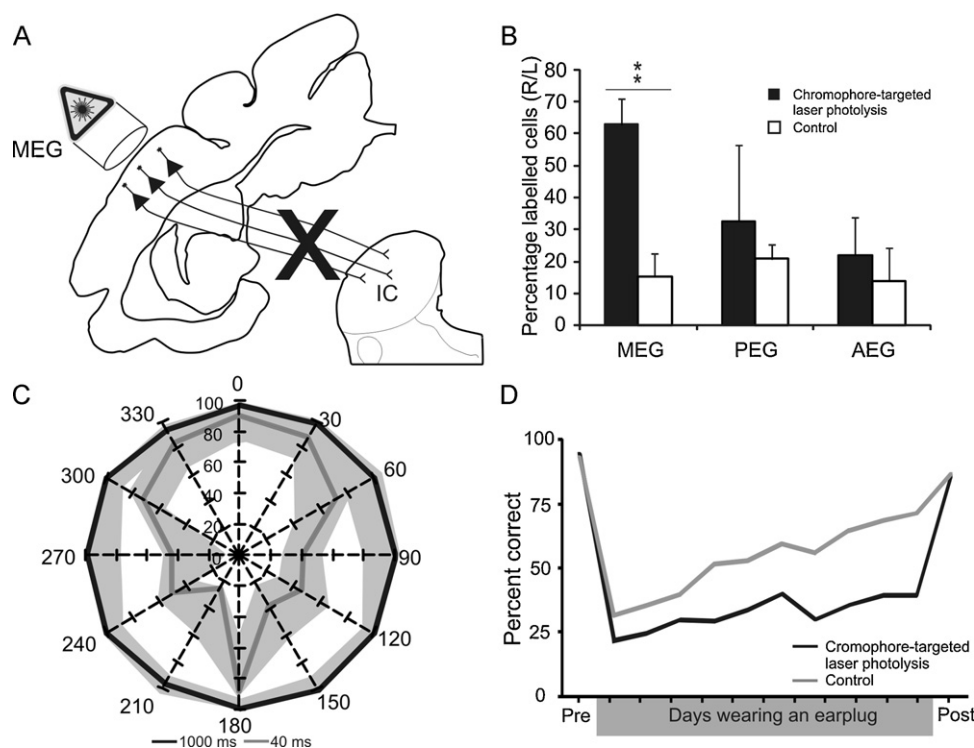 A
MEG
X
IC
B
Percentage labelled cells (R/L)
80
70
60
50
40
30
20
10
0
**
Chromophore-targeted
laser photolysis
Control
MEG PEG AEG
C
0
30
60
90
120
150
180
210
240
270
300
330
100
80
60
40
20
0
1000 ms 40 ms
D
Percent correct
100
75
50
25
0
Cromophore-targeted
laser photolysis
Control
Pre Days wearing an earplug Post